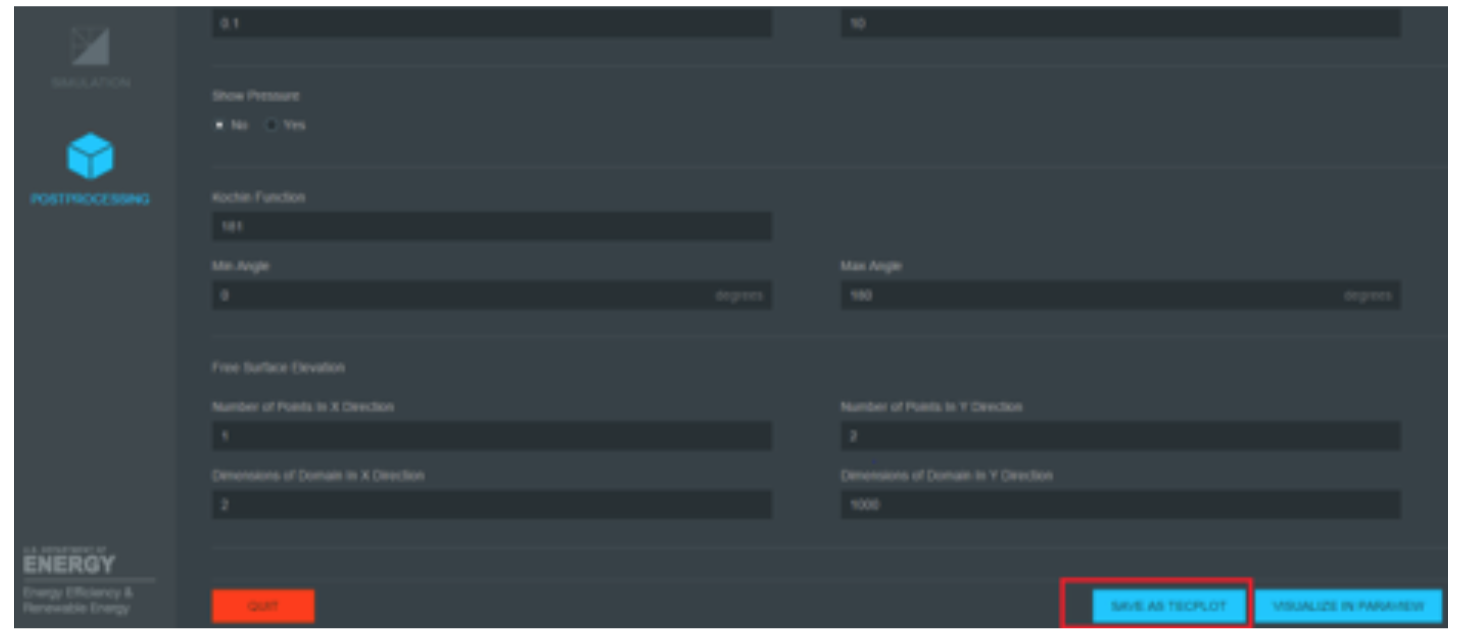 0.1 10
SIMULATION
Show Pressure
No Yes
POSTPROCESSING
Kochin Function
181
Min Angle Max Angle
0 degrees 180 degrees
Free Surface Elevation
Number of Points In X Direction Number of Points In Y Direction
1 2
Dimensions of Domain In X Direction Dimensions of Domain In Y Direction
2 1000
U.S. DEPARTMENT OF
ENERGY
Energy Efficiency &
Renewable Energy
QUIT SAVE AS TECPLOT VISUALIZE IN PARAVIEW